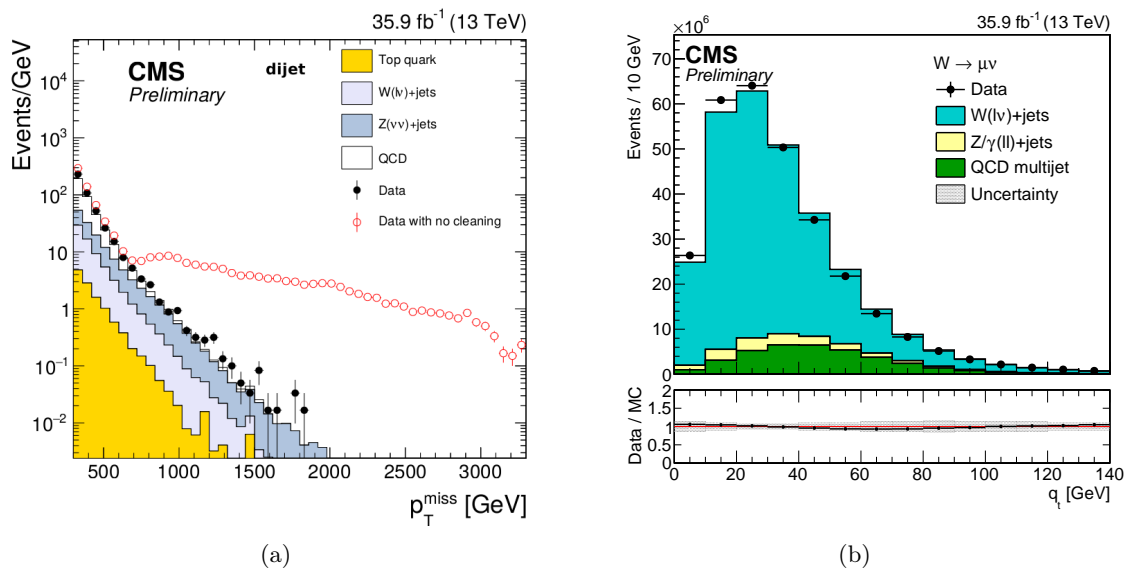 35.9 fb⁻¹ (13 TeV)
CMS
Preliminary
dijet
Top quark
W(lν)+jets
Z(νν)+jets
QCD
Data
Data with no cleaning
Events/GeV
10⁴
10³
10²
10
1
10⁻¹
10⁻²
500 1000 1500 2000 2500 3000
p_T^miss [GeV]
(a)
×10⁶
35.9 fb⁻¹ (13 TeV)
CMS
Preliminary
W → μν
Data
W(lν)+jets
Z/γ(ll)+jets
QCD multijet
Uncertainty
Events / 10 GeV
70
60
50
40
30
20
10
0
Data / MC
2
1.5
1
0.5
0
0 20 40 60 80 100 120 140
q_t [GeV]
(b)